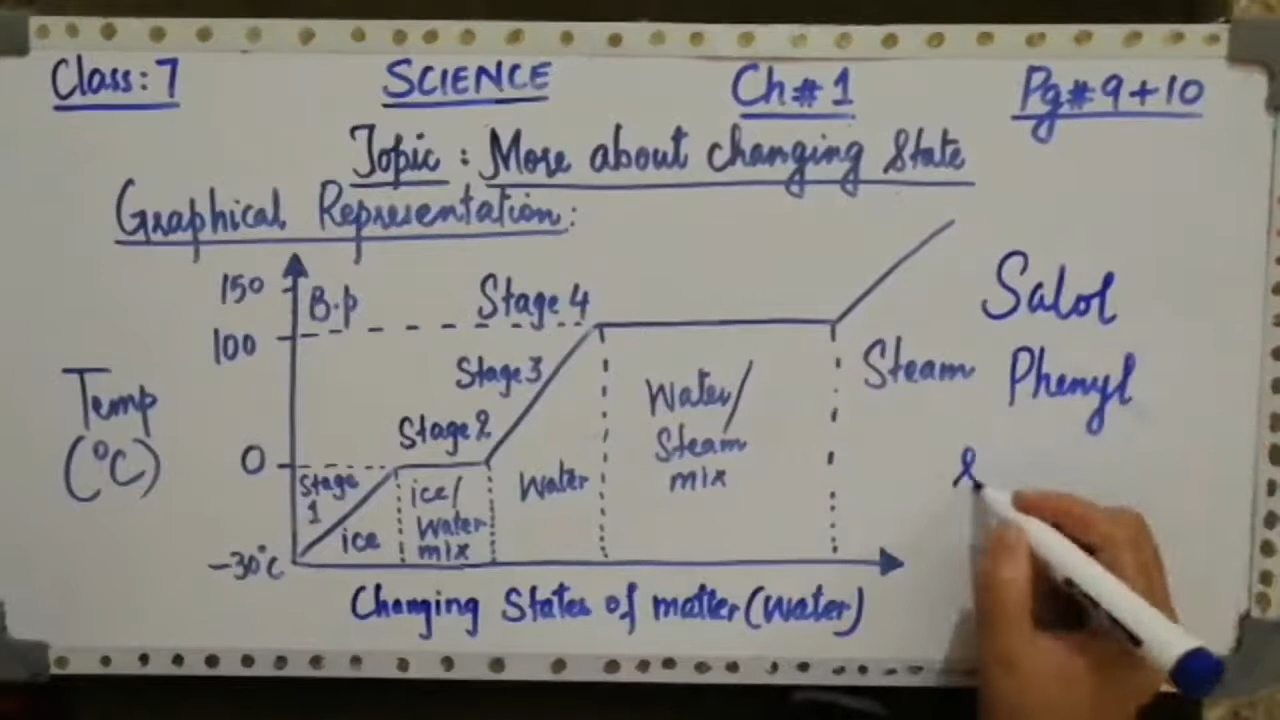 Class: 7 SCIENCE Ch#1 Pg#9+10
Topic: More about changing State
Graphical Representation:
150 B.p Stage 4
100
Temp
(°C)
Stage 3
Steam
Stage 2
0
Stage
1
ice
ice/
Water
mix
Water
Water/
Steam
mix
-30°C
Changing States of matter (Water)
Salol
Phenyl